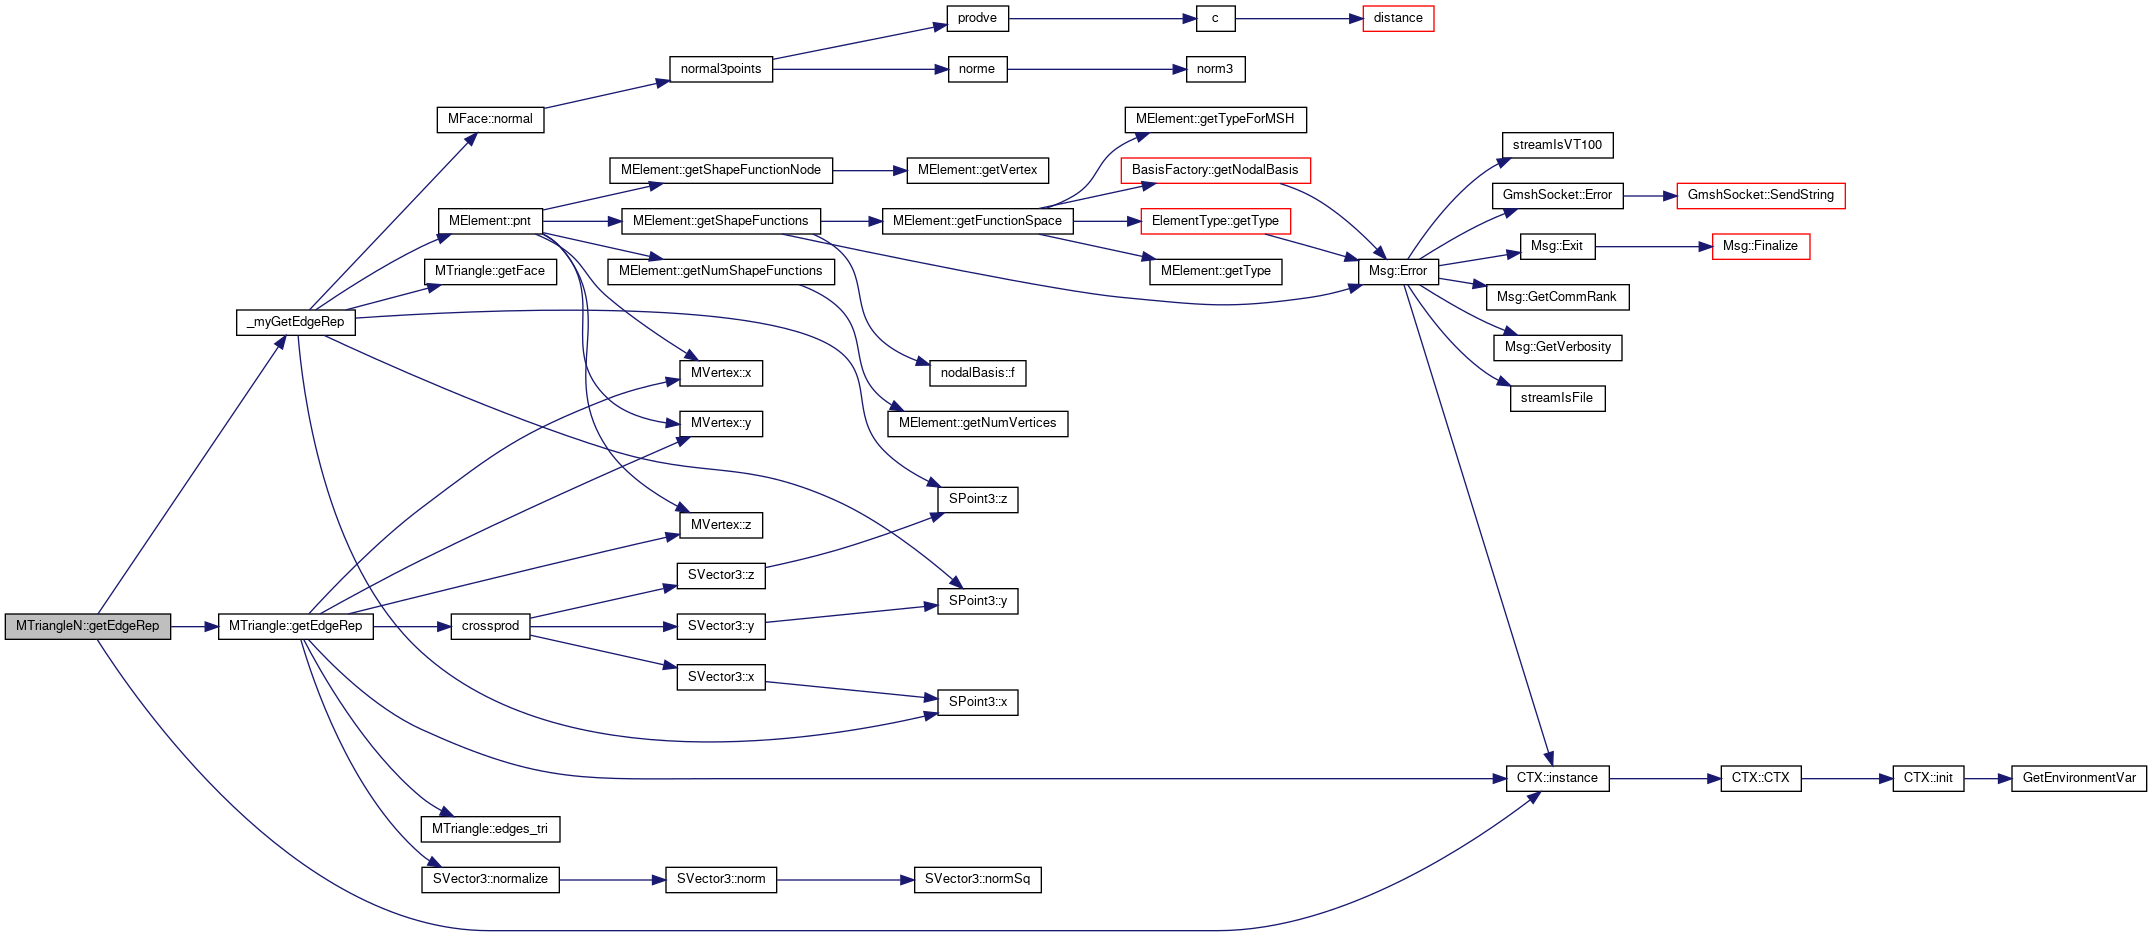 prodve
c
distance
normal3points
norme
norm3
MFace::normal
MElement::getTypeForMSH
streamIsVT100
MElement::getShapeFunctionNode
MElement::getVertex
BasisFactory::getNodalBasis
GmshSocket::Error
GmshSocket::SendString
MElement::pnt
MElement::getShapeFunctions
MElement::getFunctionSpace
ElementType::getType
Msg::Exit
Msg::Finalize
MTriangle::getFace
MElement::getNumShapeFunctions
MElement::getType
Msg::Error
Msg::GetCommRank
_myGetEdgeRep
Msg::GetVerbosity
MVertex::x
nodalBasis::f
streamIsFile
MVertex::y
MElement::getNumVertices
SPoint3::z
MVertex::z
SVector3::z
SPoint3::y
MTriangleN::getEdgeRep
MTriangle::getEdgeRep
crossprod
SVector3::y
SVector3::x
SPoint3::x
CTX::instance
CTX::CTX
CTX::init
GetEnvironmentVar
MTriangle::edges_tri
SVector3::normalize
SVector3::norm
SVector3::normSq